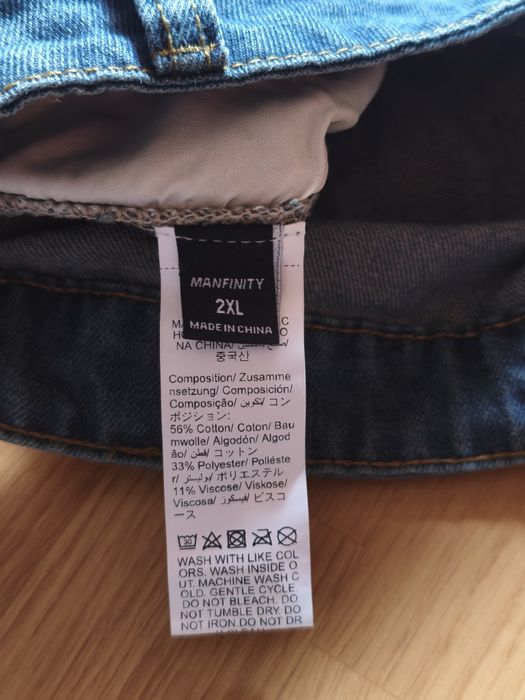 MANFINITY
2XL
MADE IN CHINA
NA CHINA/
중국산
Composition/ Zusamme
nsetzung/ Composición/
Composição/ تكوين/ コン
ポジション:
56% Cotton/ Coton/ Bau
mwolle/ Algodón/ Algod
ão/ قطن/ コットン
33% Polyester/ Poliéste
r/ بوليستر/ ポリエステル
11% Viscose/ Viskose/
Viscosa/ فيسكوز/ ビスコ
ース
30
WASH WITH LIKE COL
ORS. WASH INSIDE O
UT. MACHINE WASH C
OLD. GENTLE CYCLE.
DO NOT BLEACH. DO
NOT TUMBLE DRY. DO
NOT IRON.DO NOT DR
Y CLEAN